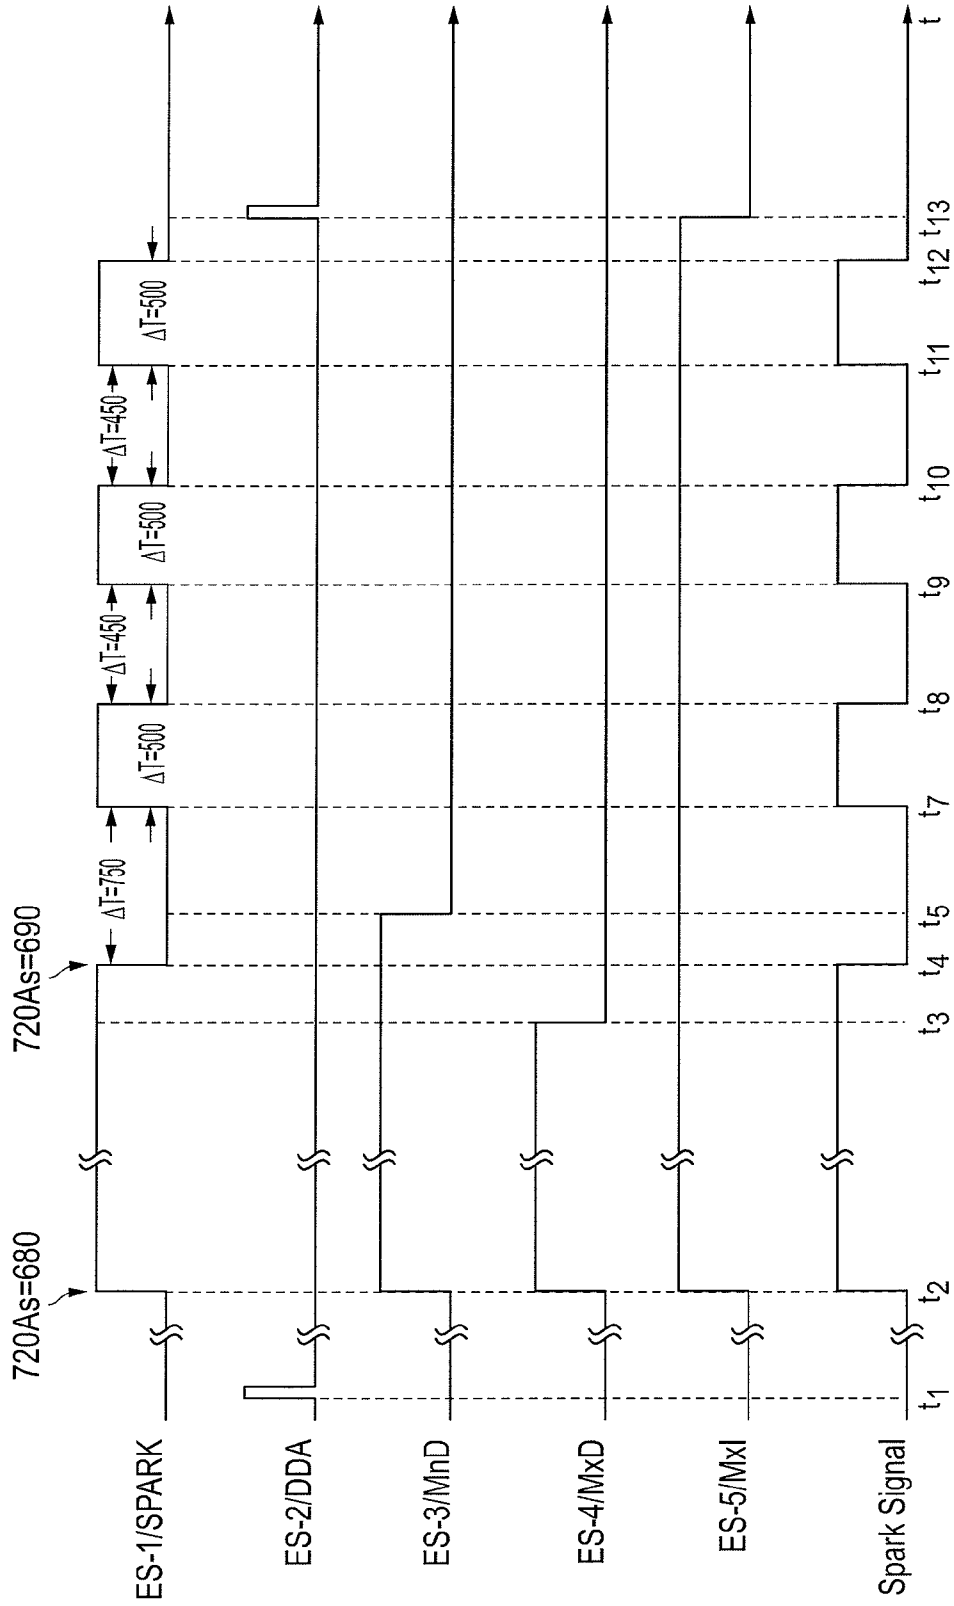 720As=680
720As=690
ES-1/SPARK
ΔT=750
ΔT=500
ΔT=450
ΔT=500
ΔT=450
ΔT=500
ES-2/DDA
ES-3/MnD
ES-4/MxD
ES-5/MxI
Spark Signal
t1
t2
t3
t4
t5
t7
t8
t9
t10
t11
t12
t13
t